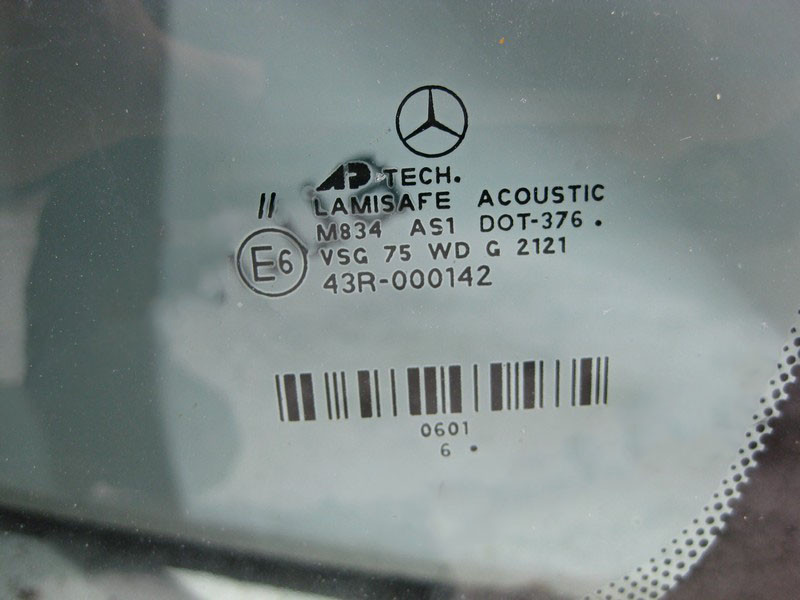 AP TECH.
// LAMISAFE ACOUSTIC
M834 AS1 DOT-376 .
E6 VSG 75 WD G 2121
43R-000142
0601
6 •